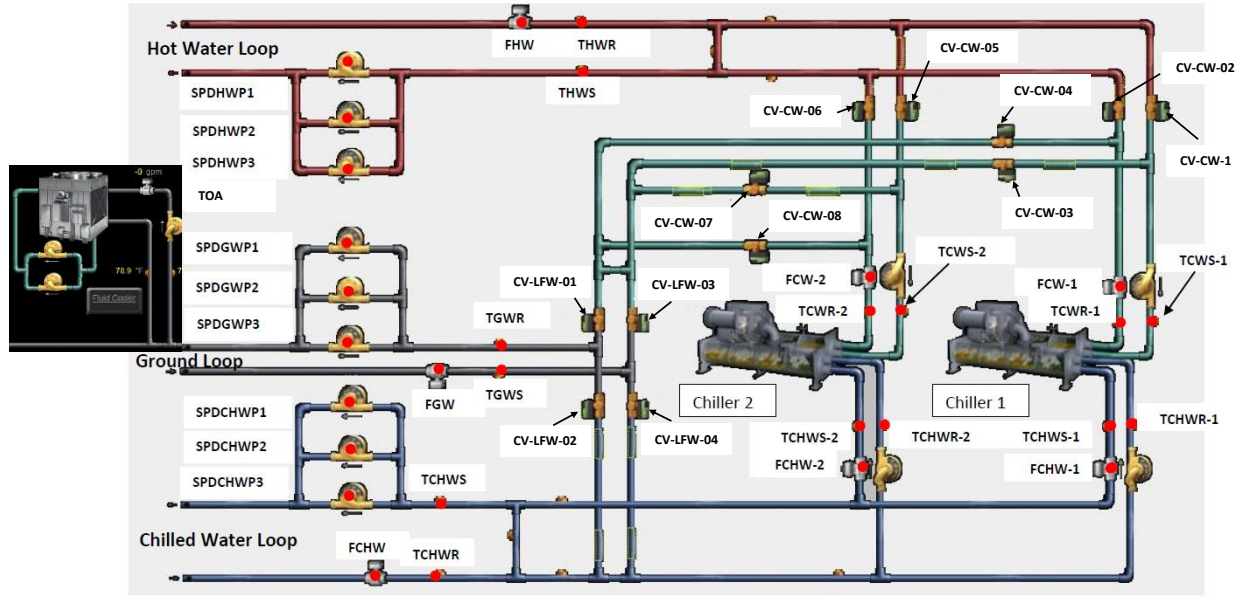 FHW
THWR
Hot Water Loop
CV-CW-05
CV-CW-02
SPDHWP1
THWS
CV-CW-04
CV-CW-06
SPDHWP2
SPDHWP3
CV-CW-1
-0 gpm
TOA
CV-CW-07
CV-CW-03
CV-CW-08
SPDGWP1
TCWS-2
TCWS-1
78.9 °F
7
CV-LFW-01
CV-LFW-03
FCW-2
FCW-1
SPDGWP2
Fluid Cooler
TCWR-2
TCWR-1
SPDGWP3
TGWR
Ground Loop
FGW
TGWS
Chiller 2
Chiller 1
SPDCHWP1
CV-LFW-02
CV-LFW-04
TCHWS-2
TCHWR-2
TCHWS-1
TCHWR-1
SPDCHWP2
FCHW-2
FCHW-1
SPDCHWP3
TCHWS
Chilled Water Loop
FCHW
TCHWR